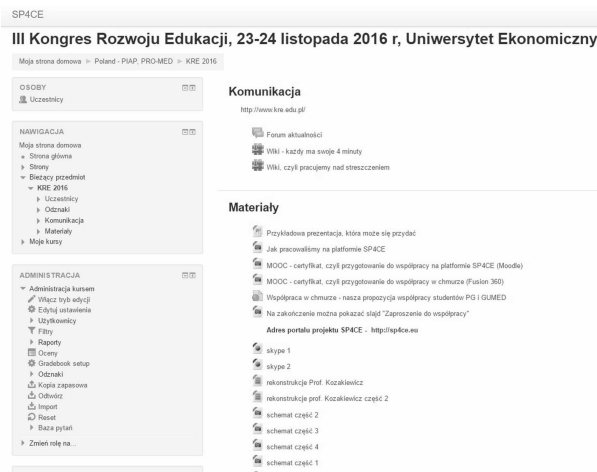 SP4CE
III Kongres Rozwoju Edukacji, 23-24 listopada 2016 r, Uniwersytet Ekonomiczny
Moja strona domowa ▶ Poland - PIAP, PRO-MED ▶ KRE 2016
OSOBY
Uczestnicy
NAWIGACJA
Moja strona domowa
Strona główna
Strony
Bieżący przedmiot
KRE 2016
Uczestnicy
Odznaki
Komunikacja
Materiały
Moje kursy
ADMINISTRACJA
Administracja kursem
Włącz tryb edycji
Edytuj ustawienia
Użytkownicy
Filtry
Raporty
Oceny
Gradebook setup
Odznaki
Kopia zapasowa
Odtwórz
Import
Reset
Baza pytań
Zmień rolę na...
Komunikacja
http://www.kre.edu.pl/
Forum aktualności
Wiki - każdy ma swoje 4 minuty
Wiki, czyli pracujemy nad streszczeniem
Materiały
Przykładowa prezentacja, która może się przydać
Jak pracowaliśmy na platformie SP4CE
MOOC - certyfikat, czyli przygotowanie do współpracy na platformie SP4CE (Moodle)
MOOC - certyfikat, czyli przygotowanie do współpracy w chmurze (Fusion 360)
Współpraca w chmurze - nasza propozycja współpracy studentów PG i GUMED
Na zakończenie można pokazać slajd "Zaproszenie do współpracy"
Adres portalu projektu SP4CE - http://sp4ce.eu
skype 1
skype 2
rekonstrukcje Prof. Kozakiewicz
rekonstrukcje prof. Kozakiewicz część 2
schemat część 2
schemat część 3
schemat część 4
schemat część 1